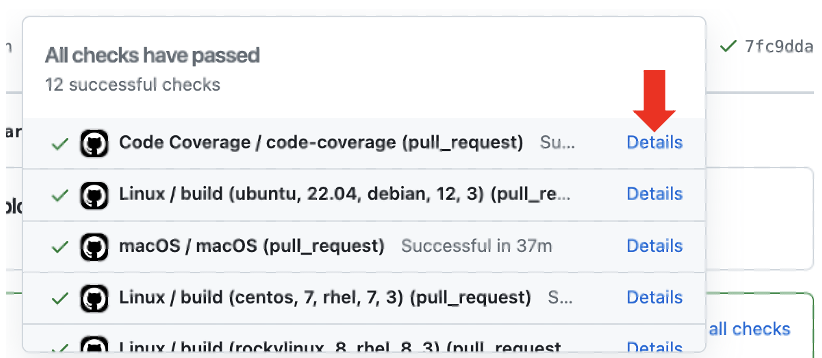 All checks have passed
12 successful checks
7fc9dda
Code Coverage / code-coverage (pull_request) Su... Details
Linux / build (ubuntu, 22.04, debian, 12, 3) (pull_re... Details
macOS / macOS (pull_request) Successful in 37m Details
Linux / build (centos, 7, rhel, 7, 3) (pull_request) S... Details
all checks
Linux / build (rockylinux, 8, rhel, 8, 3) (pull_request Details